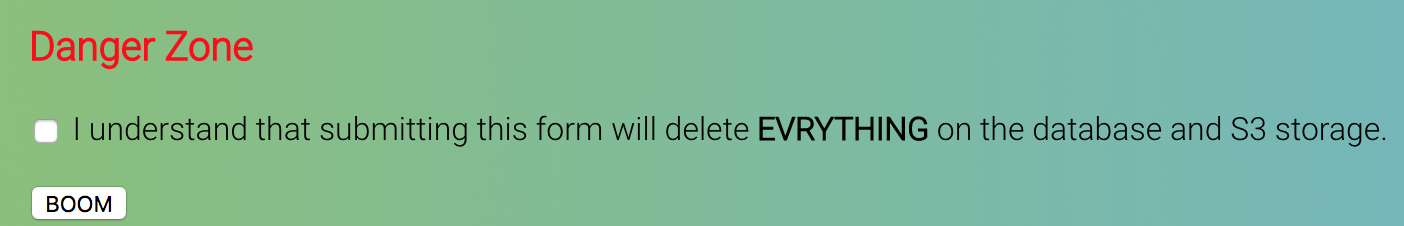 Danger Zone
I understand that submitting this form will delete EVRYTHING on the database and S3 storage.
BOOM